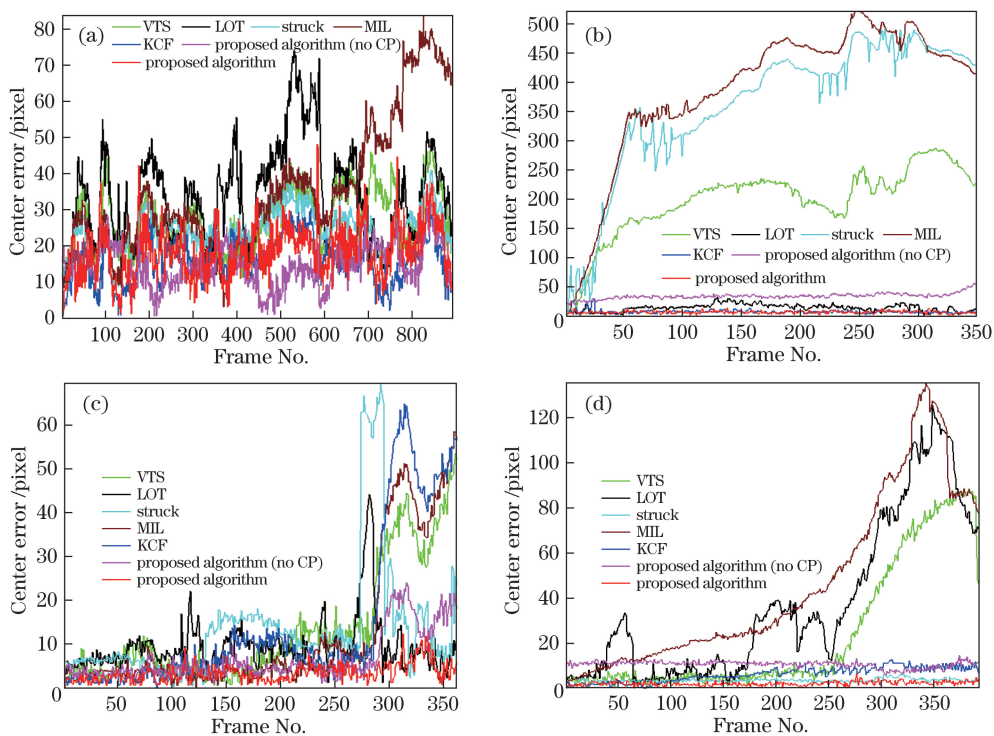 (a)
VTS LOT struck MIL
KCF proposed algorithm (no CP)
proposed algorithm
Center error /pixel
80
70
60
50
40
30
20
10
0
100 200 300 400 500 600 700 800
Frame No.
(b)
Center error /pixel
500
450
400
350
300
250
200
150
100
50
0
VTS LOT struck MIL
KCF proposed algorithm (no CP)
proposed algorithm
50 100 150 200 250 300 350
Frame No.
(c)
Center error /pixel
60
50
40
30
20
10
0
VTS
LOT
struck
MIL
KCF
proposed algorithm (no CP)
proposed algorithm
50 100 150 200 250 300 350
Frame No.
(d)
Center error /pixel
120
100
80
60
40
20
0
VTS
LOT
struck
MIL
KCF
proposed algorithm (no CP)
proposed algorithm
50 100 150 200 250 300 350
Frame No.